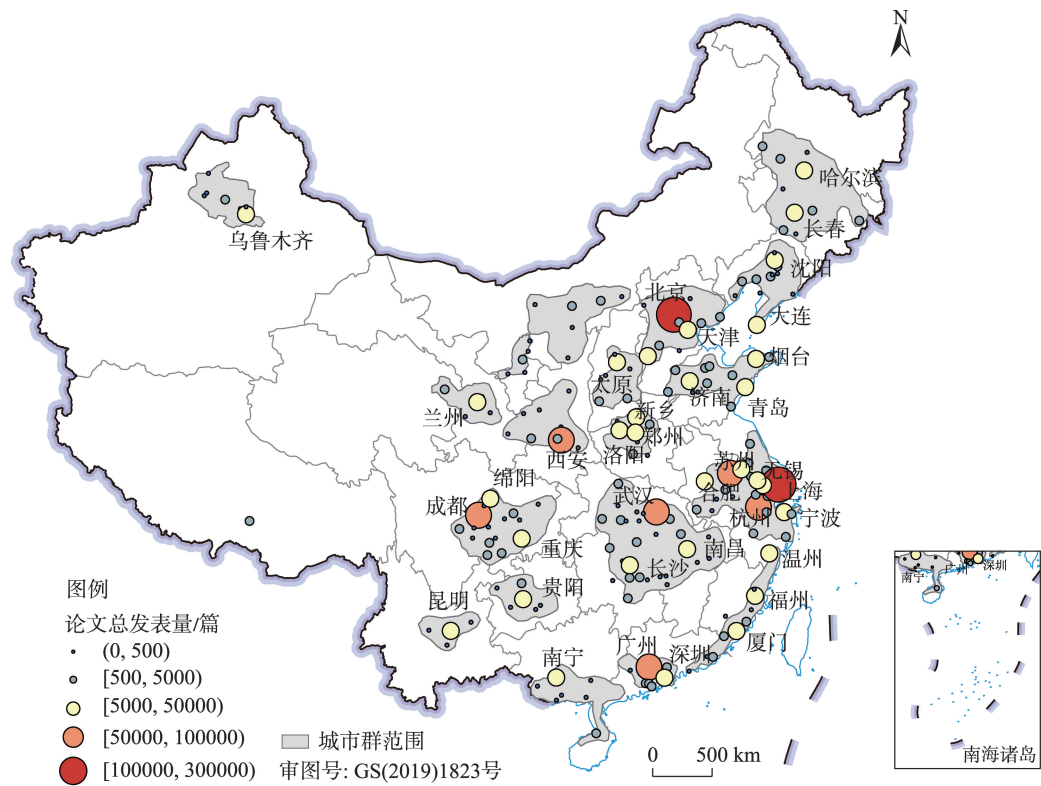 N
哈尔滨
长春
乌鲁木齐
沈阳
北京
大连
天津
烟台
太原
济南
兰州
新乡
青岛
郑州
洛阳
西安
苏州
无锡
绵阳
合肥
上海
武汉
成都
杭州
宁波
重庆
南昌
温州
长沙
贵阳
昆明
福州
厦门
广州
深圳
南宁
图例
论文总发表量/篇
(0, 500)
[500, 5000)
[5000, 50000)
[50000, 100000)
[100000, 300000)
城市群范围
审图号: GS(2019)1823号
0 500 km
南宁
广州
深圳
南海诸岛